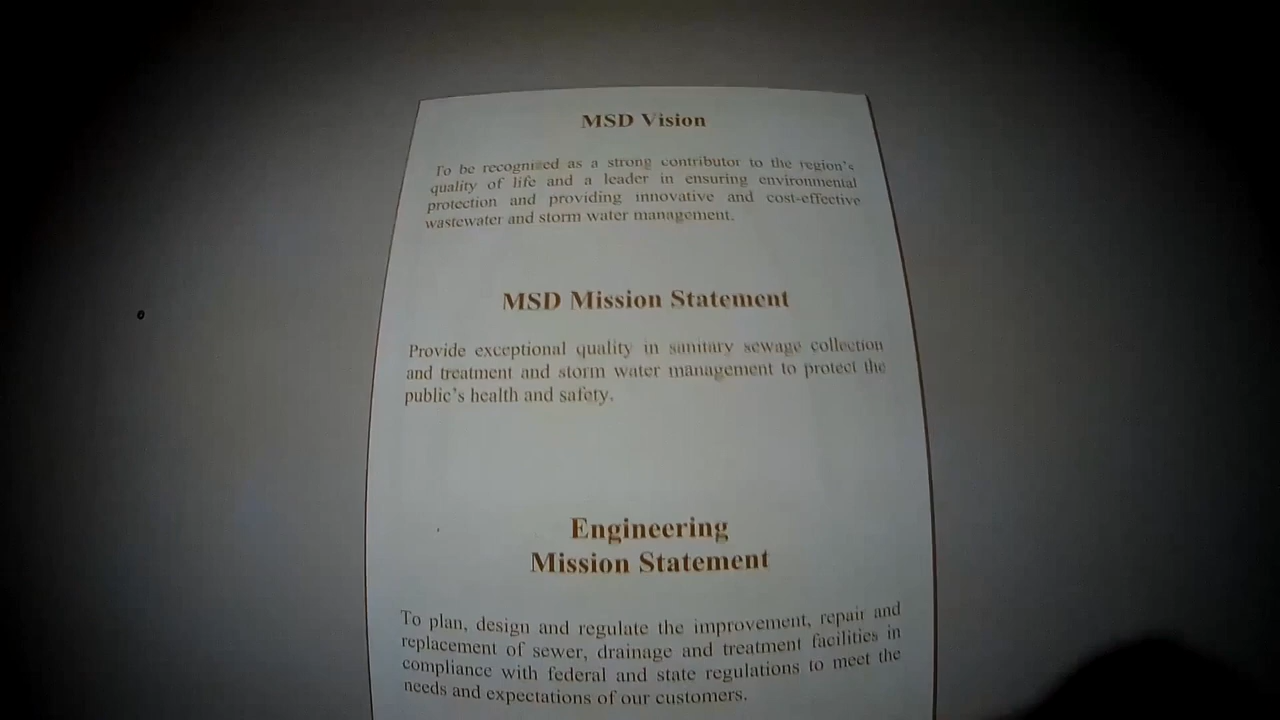 MSD Vision
To be recognized as a strong contributor to the region's
quality of life and a leader in ensuring environmental
protection and providing innovative and cost-effective
wastewater and storm water management.
MSD Mission Statement
Provide exceptional quality in sanitary sewage collection
and treatment and storm water management to protect the
public's health and safety.
Engineering
Mission Statement
To plan, design and regulate the improvement, repair and
replacement of sewer, drainage and treatment facilities in
compliance with federal and state regulations to meet the
needs and expectations of our customers.